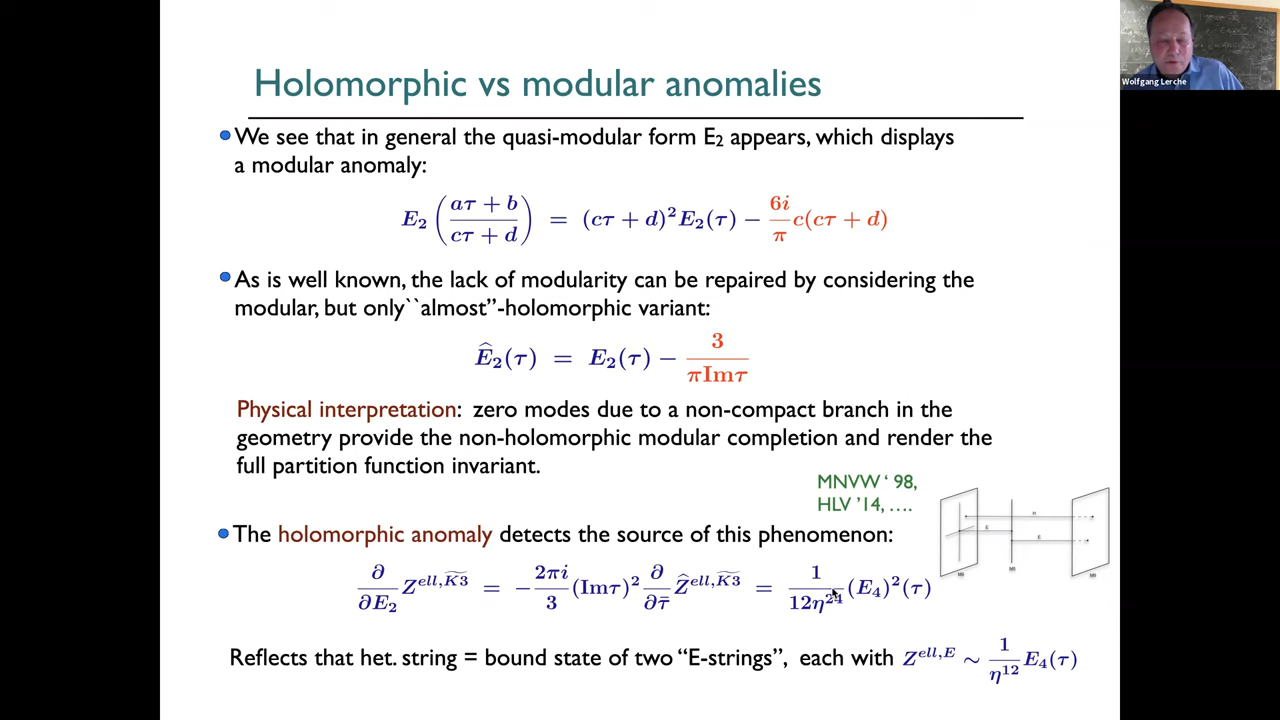 Holomorphic vs modular anomalies
Wolfgang Lerche
We see that in general the quasi-modular form E₂ appears, which displays
a modular anomaly:
E₂((aτ + b)/(cτ + d)) = (cτ + d)²E₂(τ) − (6i/π) c(cτ + d)
As is well known, the lack of modularity can be repaired by considering the
modular, but only``almost”-holomorphic variant:
Ê₂(τ) = E₂(τ) − 3/(πImτ)
Physical interpretation: zero modes due to a non-compact branch in the
geometry provide the non-holomorphic modular completion and render the
full partition function invariant.
MNVW ‘ 98,
HLV ’14, ….
The holomorphic anomaly detects the source of this phenomenon:
∂/∂E₂ Z^{ell,\widetilde{K3}} = −(2πi/3)(Imτ)² ∂/∂τ̄ Ẑ^{ell,\widetilde{K3}} = 1/(12η²⁴) (E₄)²(τ)
Reflects that het. string = bound state of two “E-strings”, each with Z^{ell,E} ∼ 1/η¹² E₄(τ)